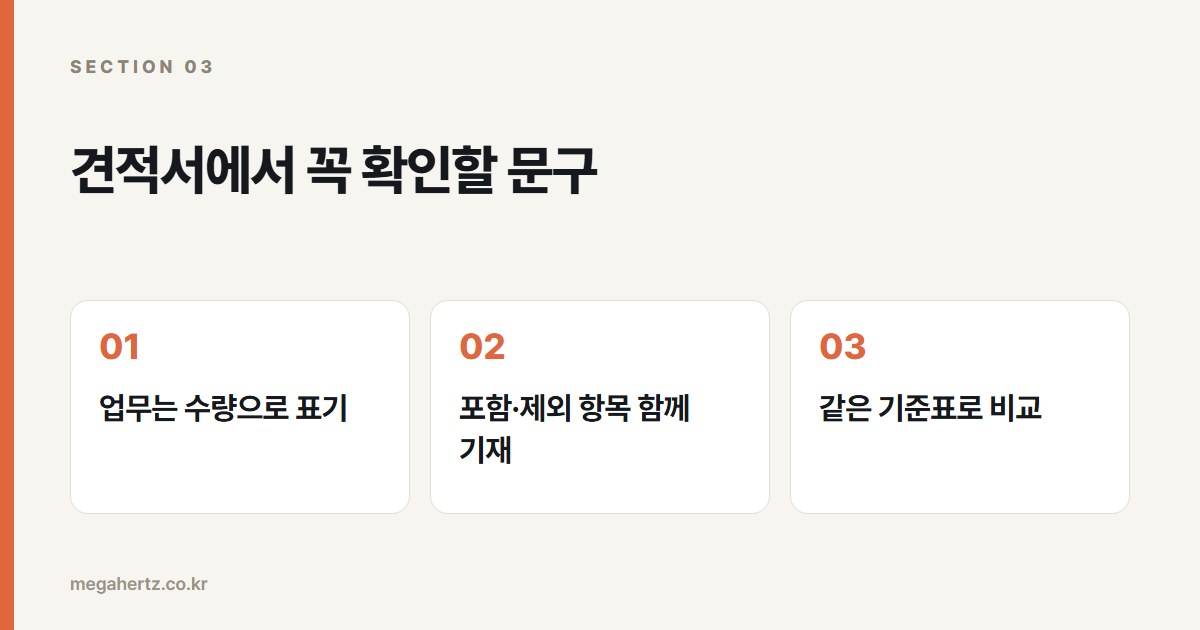 SECTION 03
견적서에서 꼭 확인할 문구
01
업무는 수량으로 표기
02
포함·제외 항목 함께
기재
03
같은 기준표로 비교
megahertz.co.kr